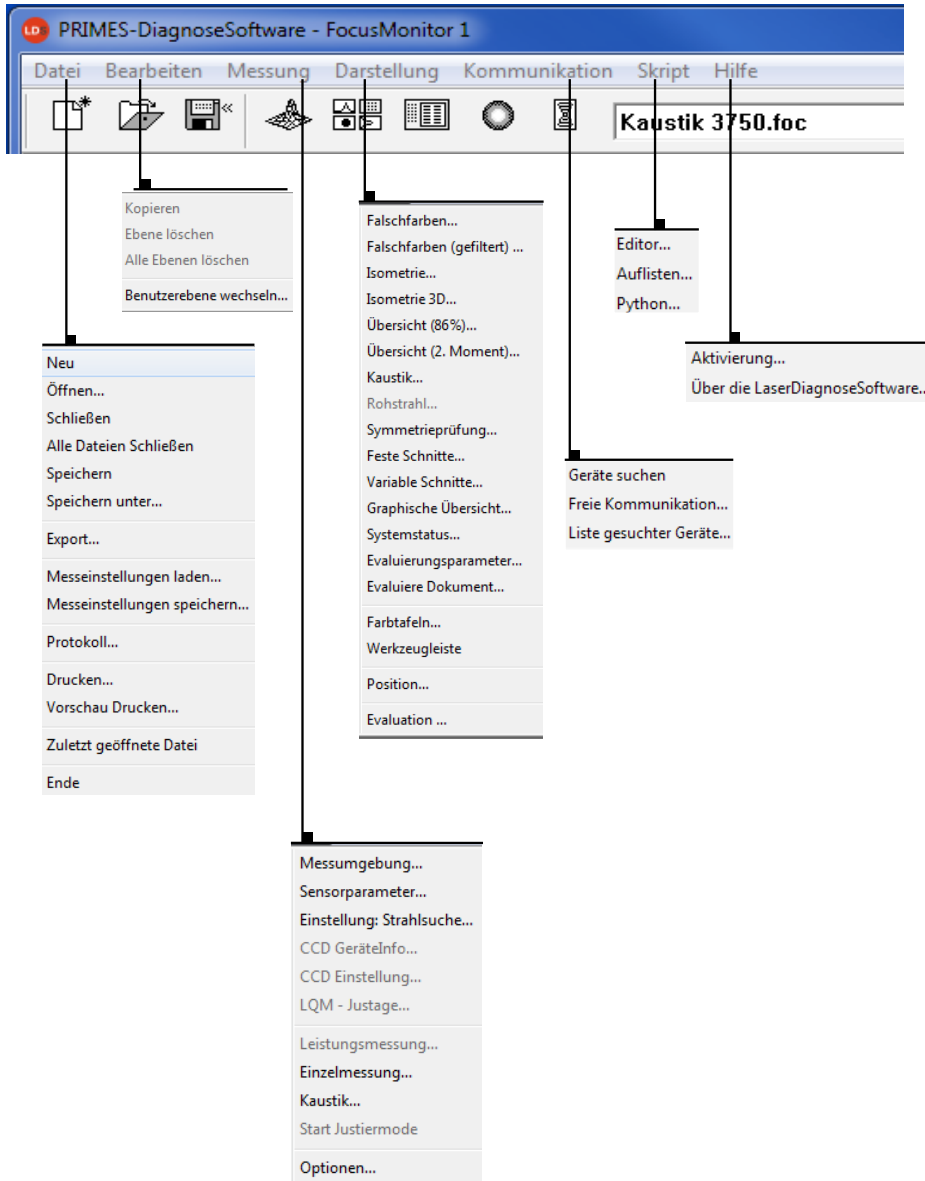 LDS PRIMES-DiagnoseSoftware - FocusMonitor 1
Datei Bearbeiten Messung Darstellung Kommunikation Skript Hilfe
Kaustik 3750.foc
Kopieren
Ebene löschen
Alle Ebenen löschen
Benutzerebene wechseln...
Falschfarben...
Falschfarben (gefiltert) ...
Isometrie...
Isometrie 3D...
Übersicht (86%)...
Übersicht (2. Moment)...
Kaustik...
Rohstrahl...
Symmetrieprüfung...
Feste Schnitte...
Variable Schnitte...
Graphische Übersicht...
Systemstatus...
Evaluierungsparameter...
Evaluiere Dokument...
Farbtafeln...
Werkzeugleiste
Position...
Evaluation ...
Editor...
Auflisten...
Python...
Aktivierung...
Über die LaserDiagnoseSoftware..
Neu
Öffnen...
Schließen
Alle Dateien Schließen
Speichern
Speichern unter...
Export...
Messeinstellungen laden...
Messeinstellungen speichern...
Protokoll...
Drucken...
Vorschau Drucken...
Zuletzt geöffnete Datei
Ende
Geräte suchen
Freie Kommunikation...
Liste gesuchter Geräte...
Messumgebung...
Sensorparameter...
Einstellung: Strahlsuche...
CCD GeräteInfo...
CCD Einstellung...
LQM - Justage...
Leistungsmessung...
Einzelmessung...
Kaustik...
Start Justiermode
Optionen...